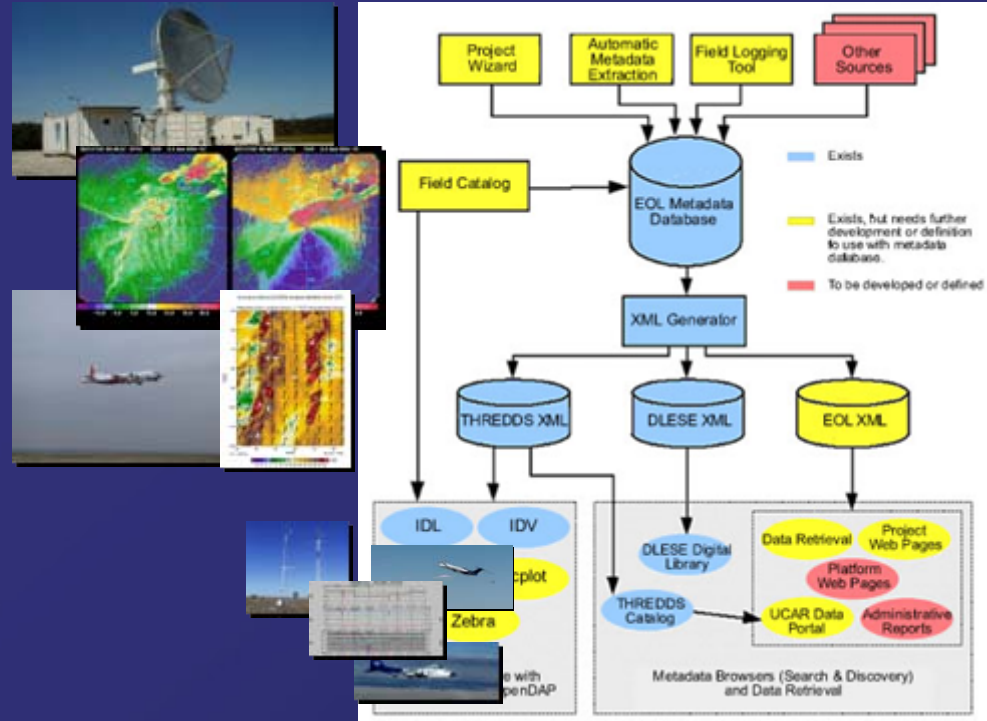 Project
Wizard
Automatic
Metadata
Extraction
Field Logging
Tool
Other
Sources
Exists
Field Catalog
EOL Metadata
Database
Exists, but needs further
development or definition
to use with metadata
database.
To be developed or defined
XML Generator
THREDDS XML
DLESE XML
EOL XML
IDL
IDV
Data Retrieval
Project
Web Pages
DLESE Digital
Library
Platform
Web Pages
cplot
THREDDS
Catalog
UCAR Data
Portal
Administrative
Reports
Zebra
e with
penDAP
Metadata Browsers (Search & Discovery)
and Data Retrieval